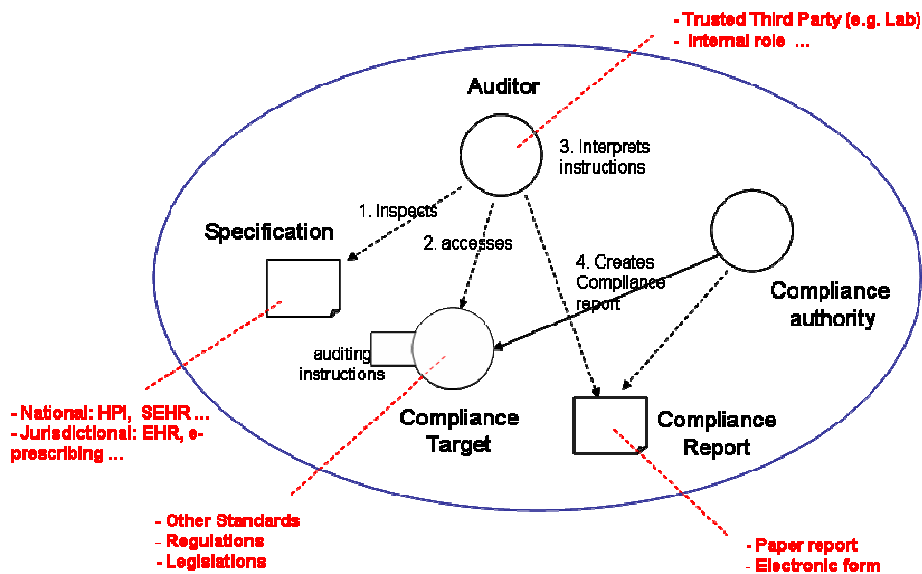 - Trusted Third Party (e.g. Lab)
- Internal role ...
Auditor
3. Interprets
instructions
1. Inspects
Specification
2. accesses
4. Creates
Compliance
report
Compliance
authority
auditing
instructions
- National: HPI, SEHR ...
- Jurisdictional: EHR, e-
prescribing ...
Compliance
Target
Compliance
Report
- Other Standards
- Regulations
- Legislations
- Paper report
- Electronic form